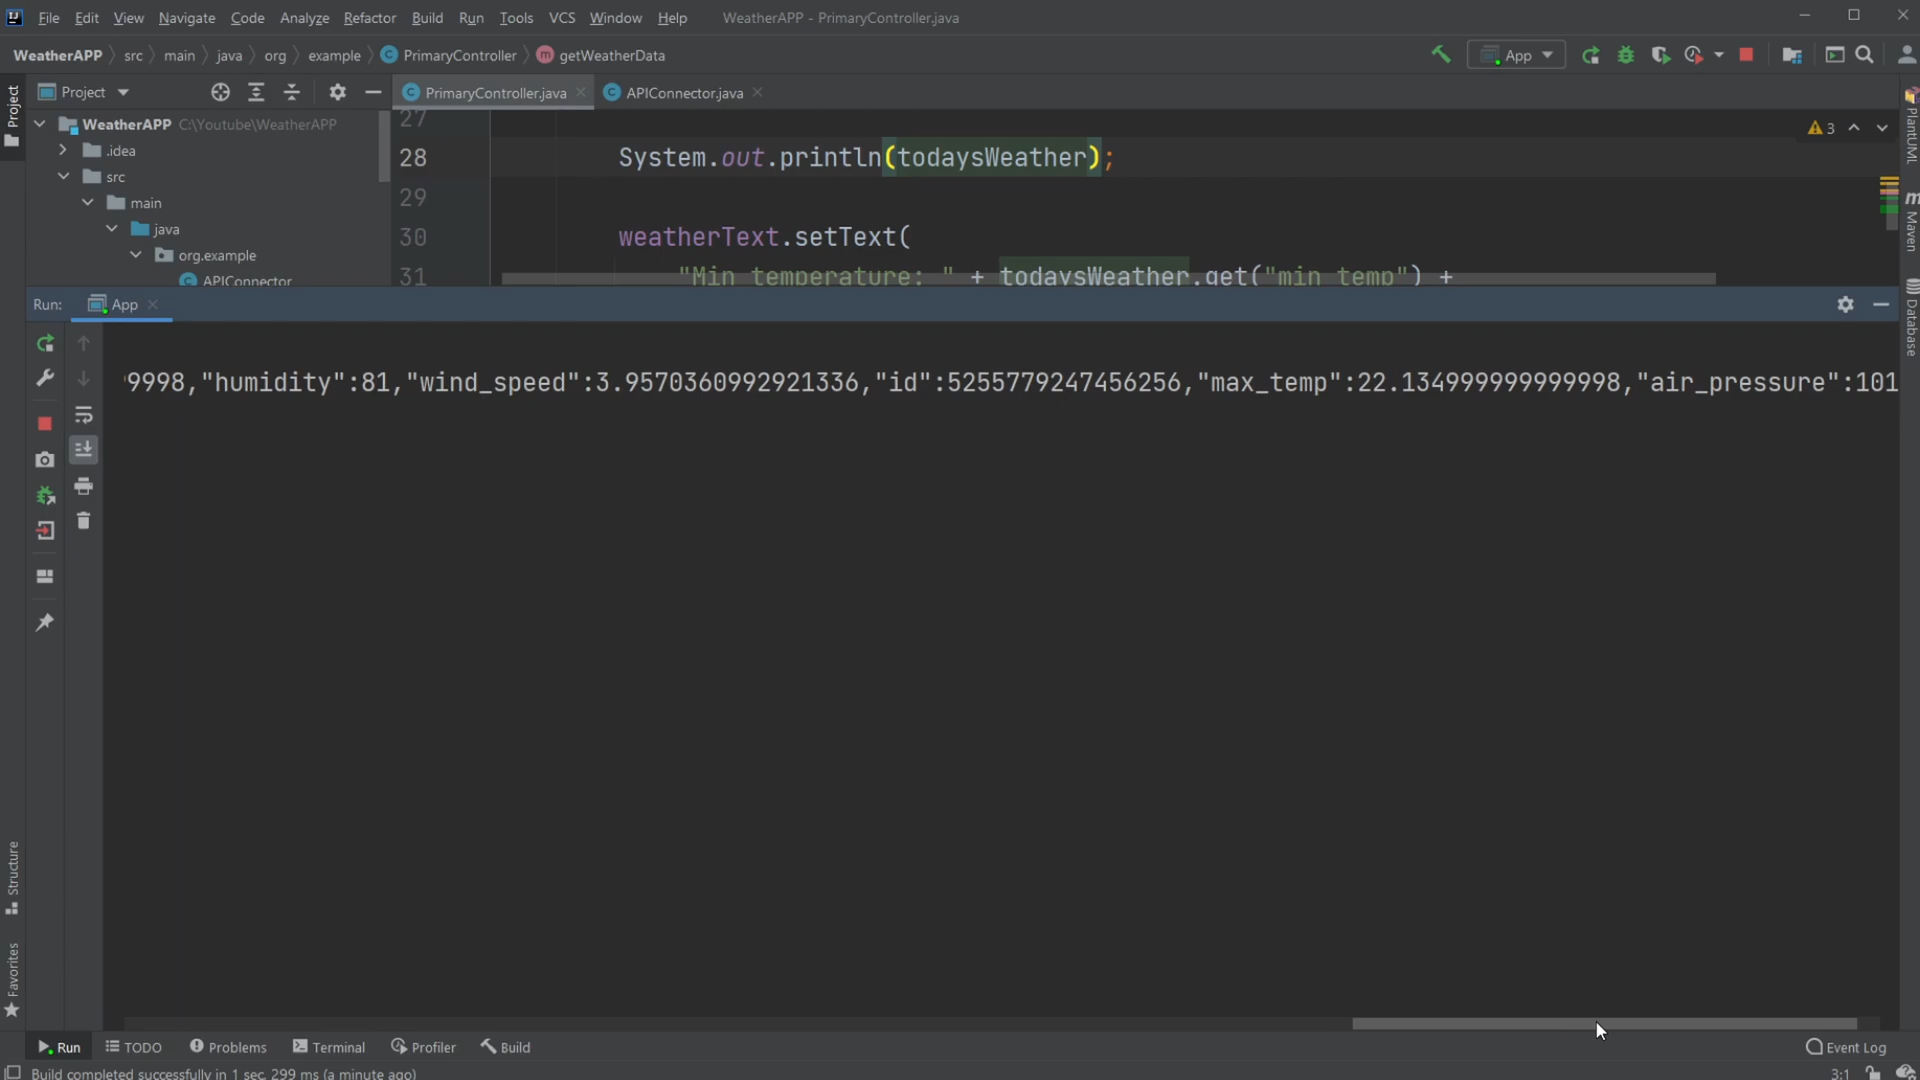 File Edit View Navigate Code Analyze Refactor Build Run Tools VCS Window Help WeatherAPP - PrimaryController.java
WeatherAPP src main java org example PrimaryController getWeatherData App
Project PrimaryController.java APIConnector.java
Project
WeatherAPP C:\Youtube\WeatherAPP
.idea
src
main
java
org.example
APIConnector
27
28 System.out.println(todaysWeather);
29
30 weatherText.setText(
31 "Min temperature: " + todaysWeather.get("min_temp") +
3
PlantUML
Maven
Database
Run: App
9998,"humidity":81,"wind_speed":3.9570360992921336,"id":5255779247456256,"max_temp":22.134999999999998,"air_pressure":101
Structure
Favorites
Run TODO Problems Terminal Profiler Build Event Log
Build completed successfully in 1 sec, 299 ms (a minute ago) 3:1